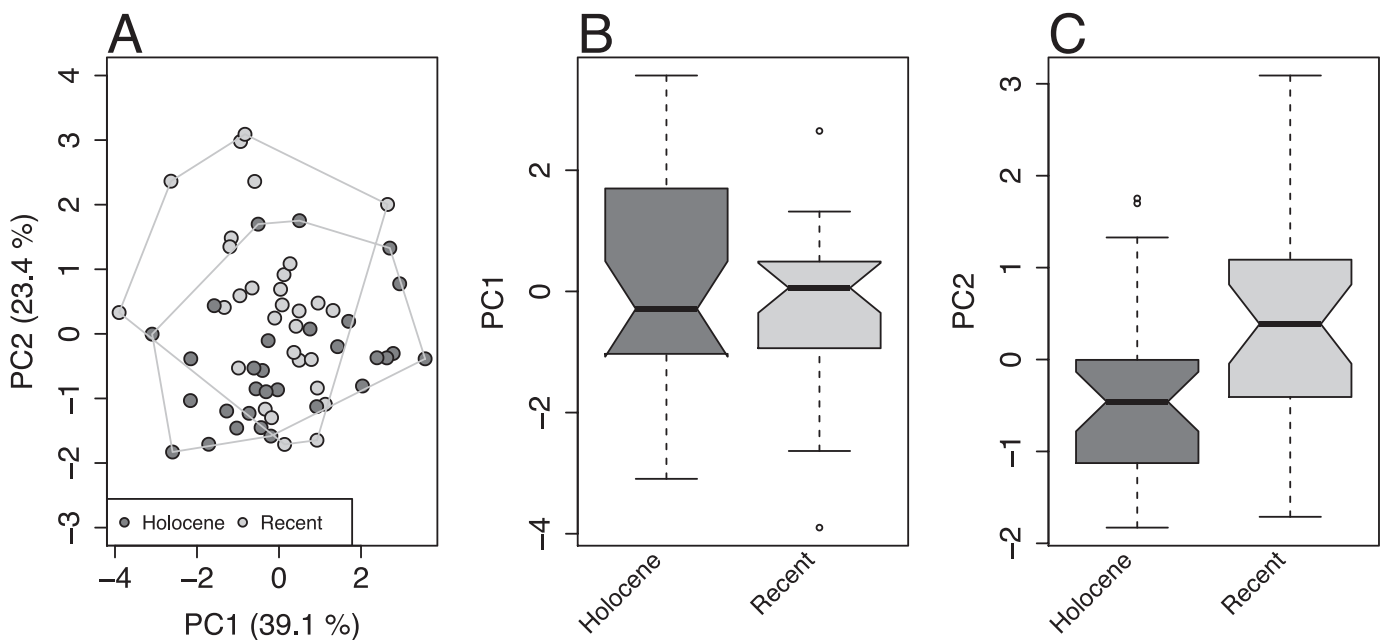 A
PC2 (23.4 %)
4
3
2
1
0
−1
−2
−3
Holocene Recent
−4 −2 0 2
PC1 (39.1 %)
B
PC1
2
0
−2
−4
Holocene Recent
C
PC2
3
2
1
0
−1
−2
Holocene Recent